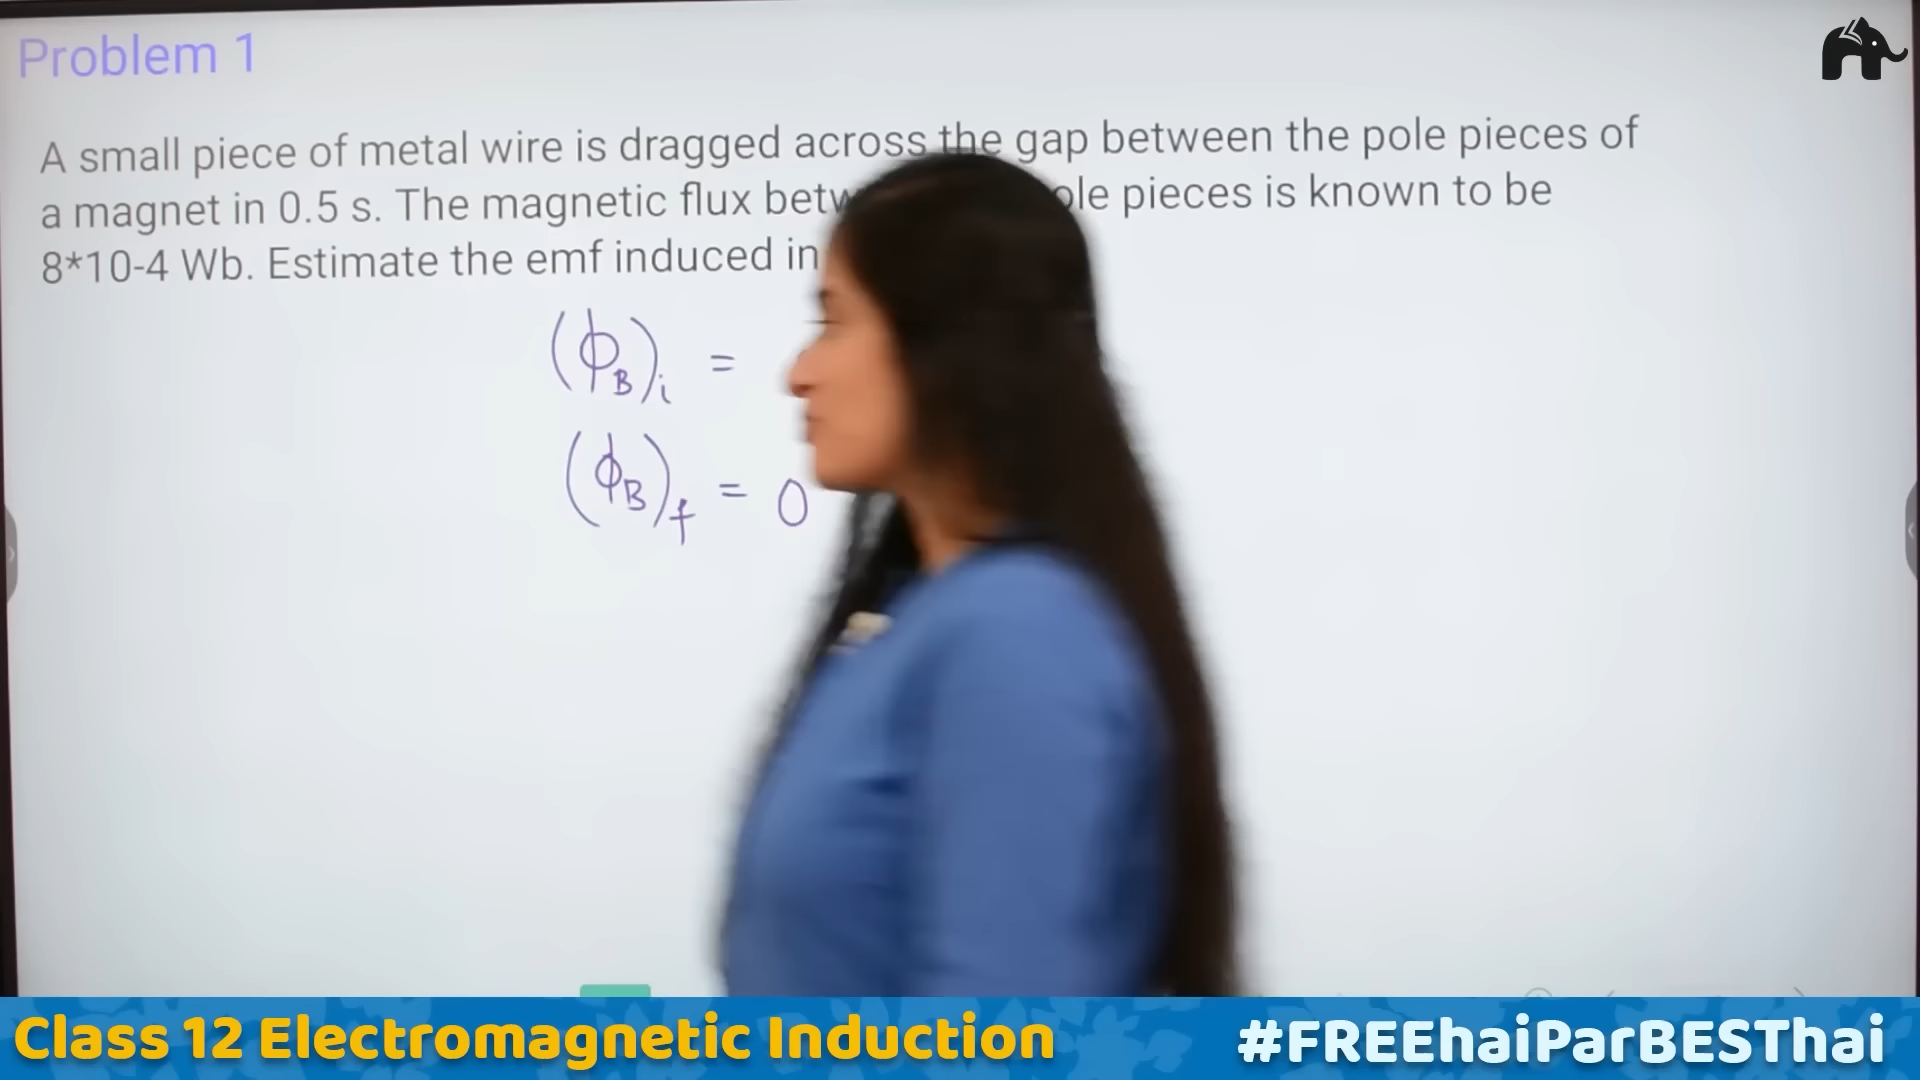 Problem 1
A small piece of metal wire is dragged across the gap between the pole pieces of
a magnet in 0.5 s. The magnetic flux pieces is known to be
8*10-4 Wb. Estimate the emf induced in
(ϕB)i =
(ϕB)f = 0
Class 12 Electromagnetic Induction
#FREEhaiParBESThai